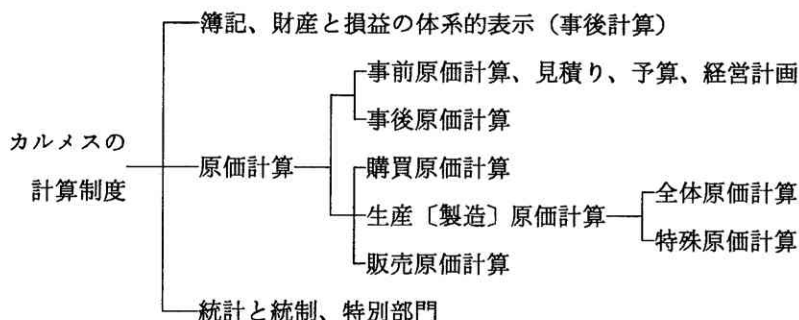 簿記、財産と損益の体系的表示（事後計算）
事前原価計算、見積り、予算、経営計画
事後原価計算
カルメスの
計算制度
原価計算
購買原価計算
生産〔製造〕原価計算
全体原価計算
特殊原価計算
販売原価計算
統計と統制、特別部門